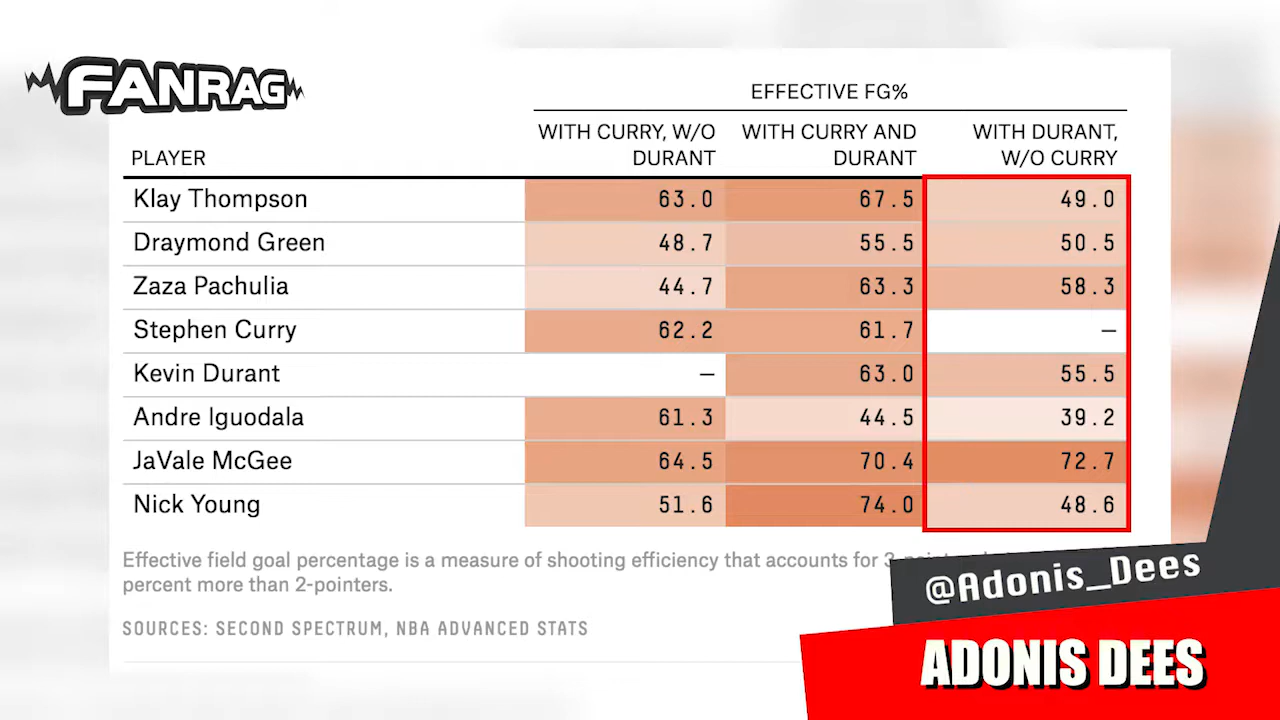 FANRAG
EFFECTIVE FG%
WITH CURRY, W/O DURANT
WITH CURRY AND DURANT
WITH DURANT, W/O CURRY
PLAYER
Klay Thompson 63.0 67.5 49.0
Draymond Green 48.7 55.5 50.5
Zaza Pachulia 44.7 63.3 58.3
Stephen Curry 62.2 61.7 –
Kevin Durant – 63.0 55.5
Andre Iguodala 61.3 44.5 39.2
JaVale McGee 64.5 70.4 72.7
Nick Young 51.6 74.0 48.6
Effective field goal percentage is a measure of shooting efficiency that accounts for
percent more than 2-pointers.
SOURCES: SECOND SPECTRUM, NBA ADVANCED STATS
@Adonis_Dees
ADONIS DEES